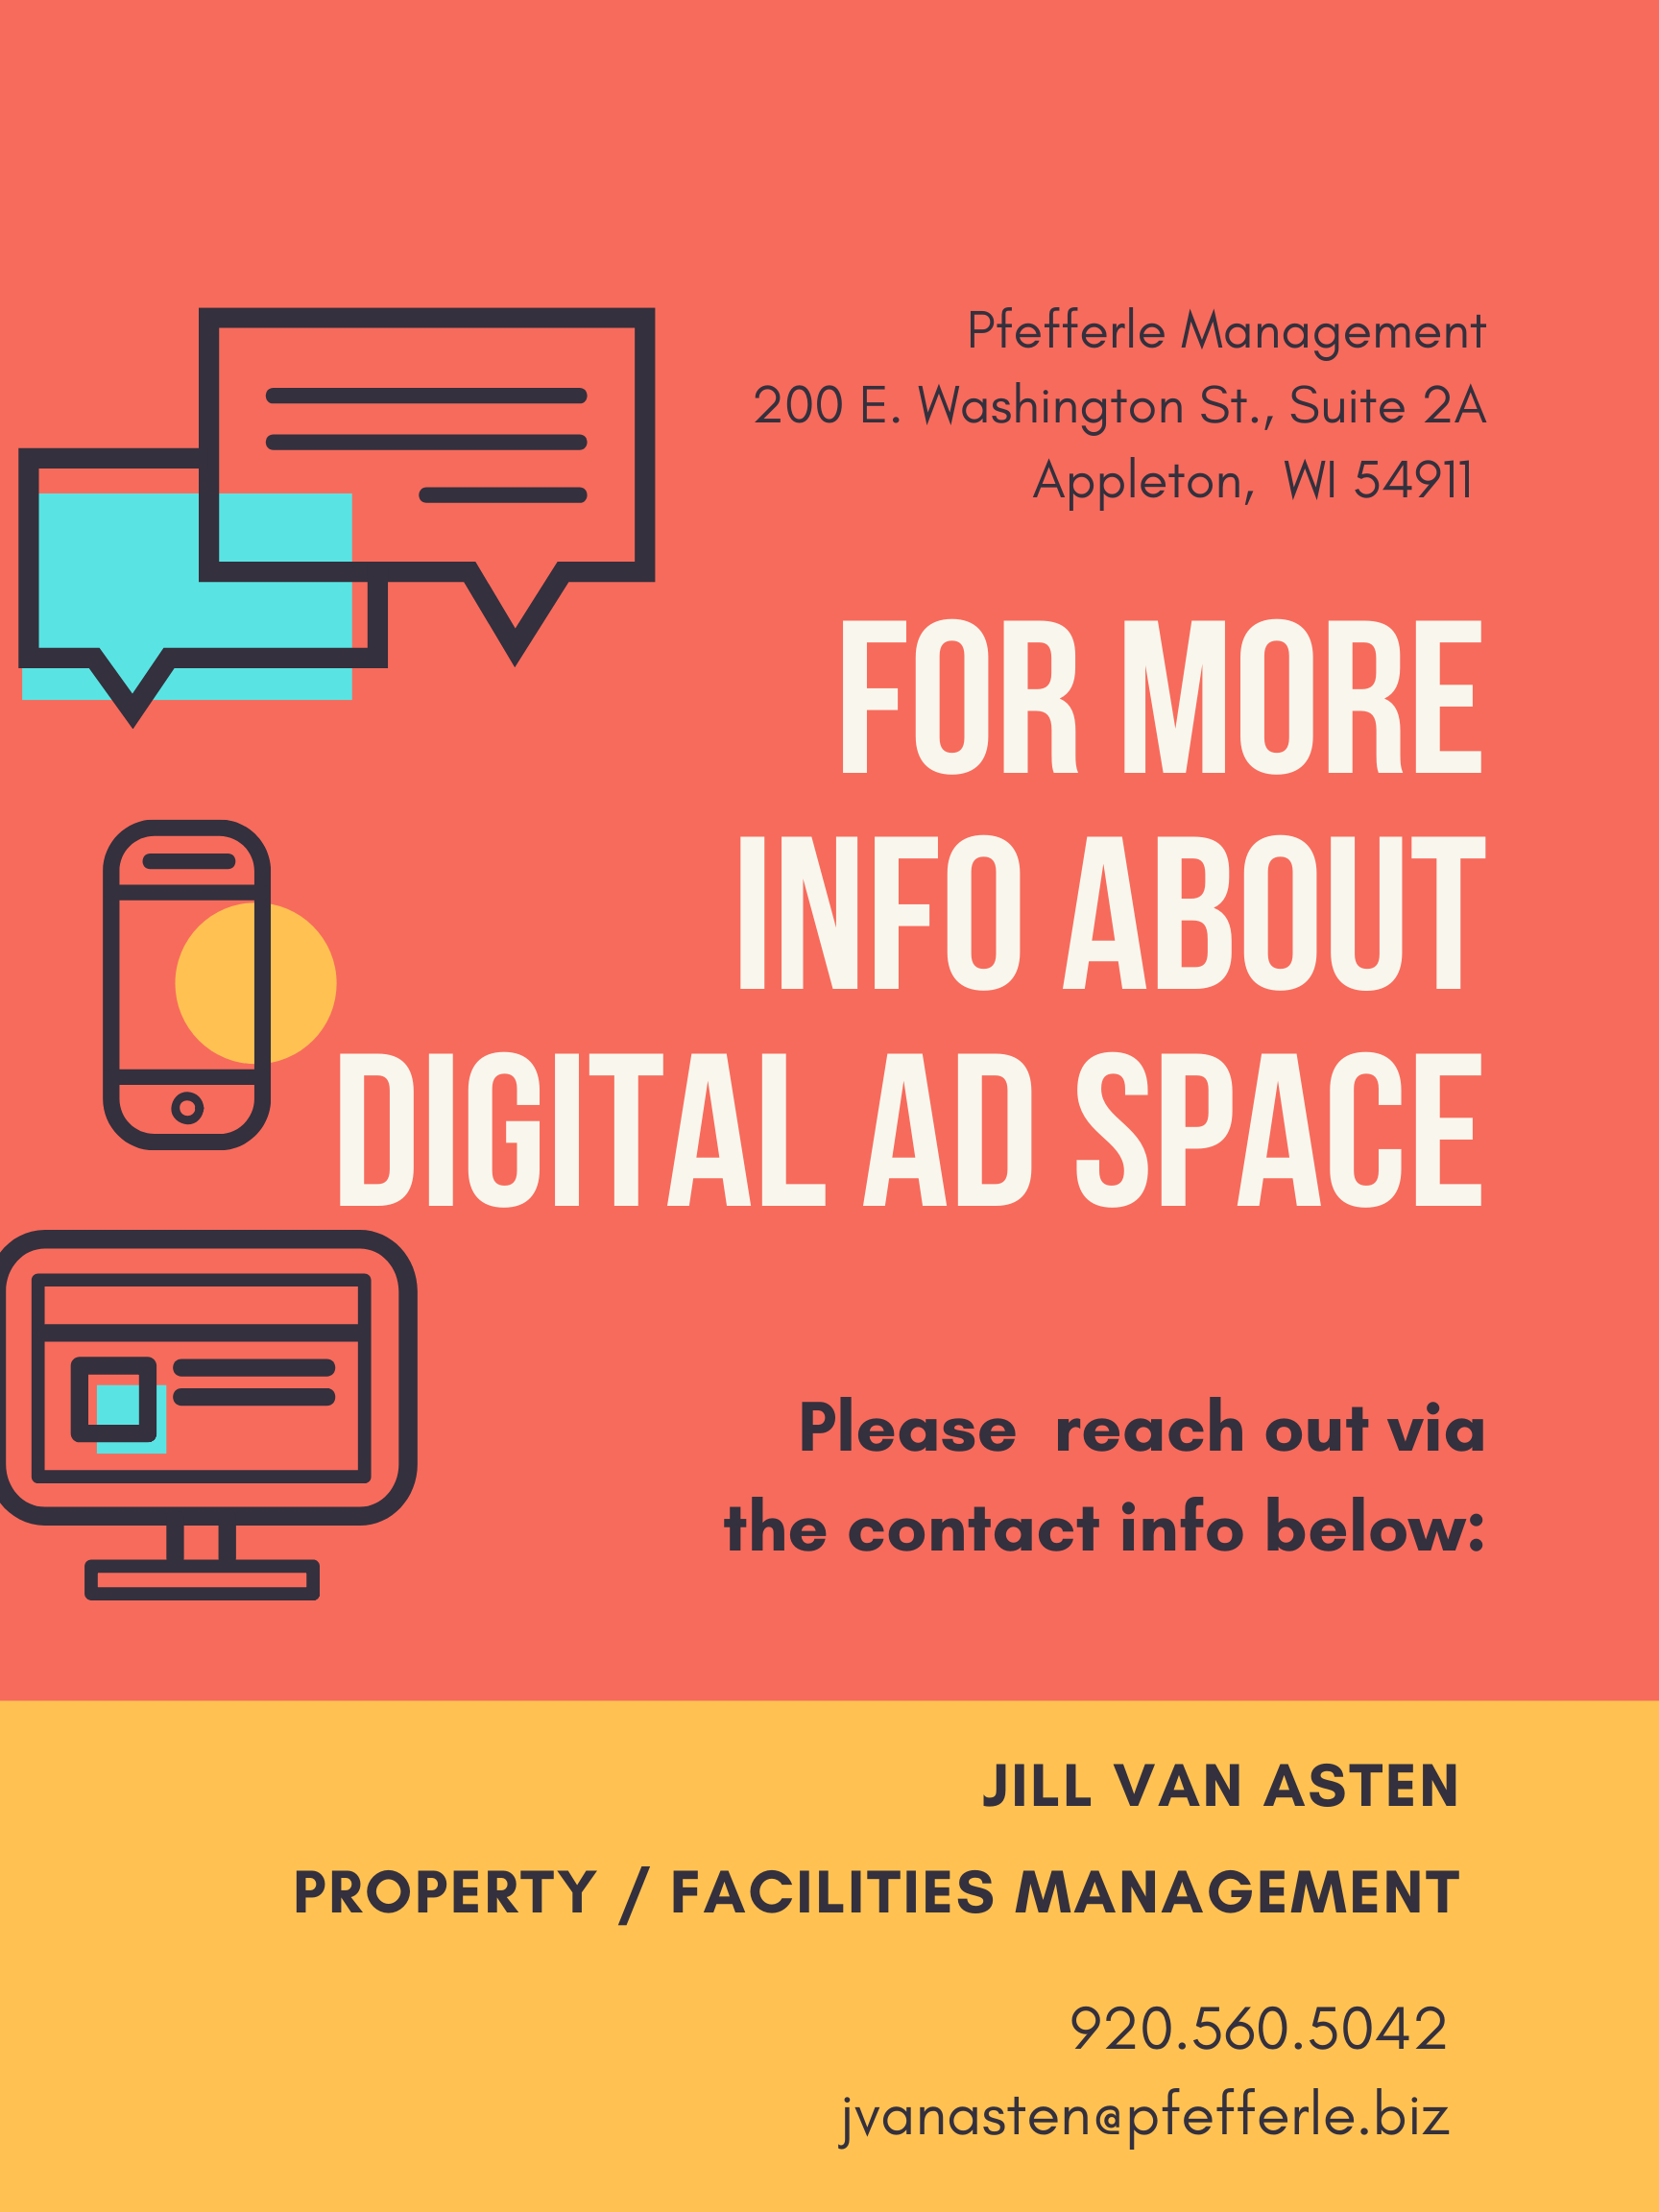 Pfefferle Management
200 E. Washington St., Suite 2A
Appleton, WI 54911
FOR MORE
INFO ABOUT
DIGITAL AD SPACE
Please reach out via
the contact info below:
JILL VAN ASTEN
PROPERTY / FACILITIES MANAGEMENT
920.560.5042
jvanasten@pfefferle.biz